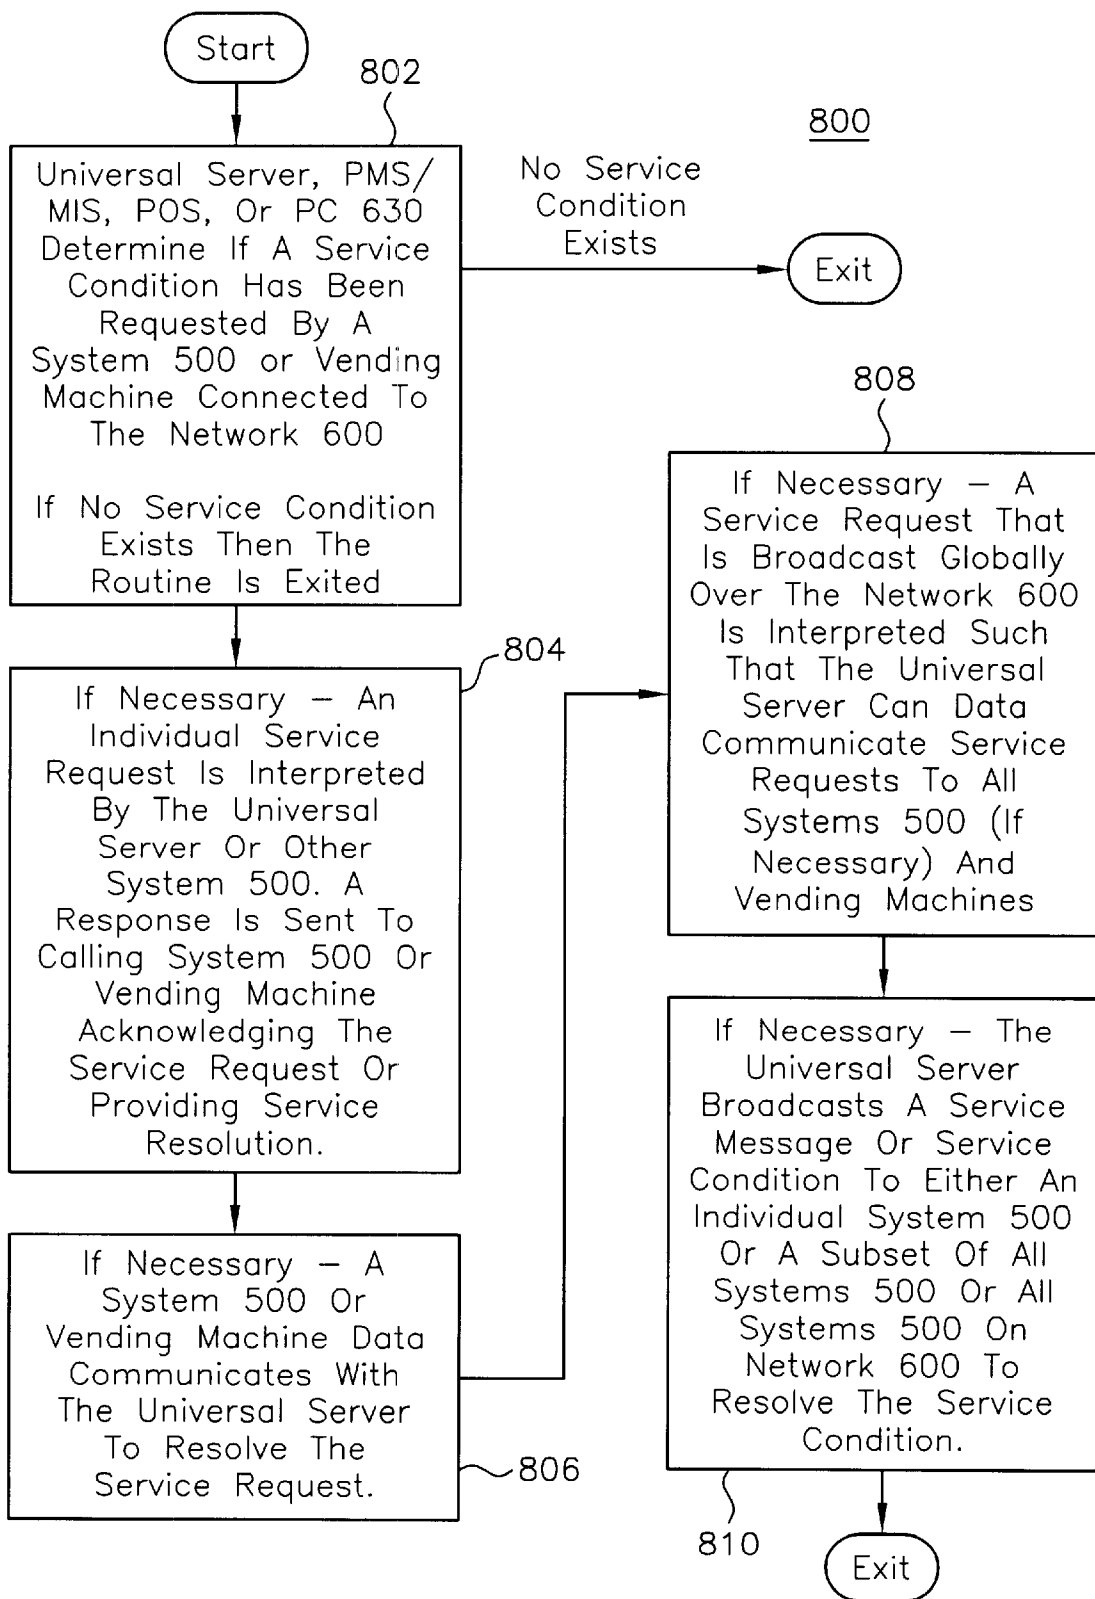 Start
802
800
Universal Server, PMS/
MIS, POS, Or PC 630
Determine If A Service
Condition Has Been
Requested By A
System 500 or Vending
Machine Connected To
The Network 600
If No Service Condition
Exists Then The
Routine Is Exited
No Service
Condition
Exists
Exit
804
If Necessary – An
Individual Service
Request Is Interpreted
By The Universal
Server Or Other
System 500. A
Response Is Sent To
Calling System 500 Or
Vending Machine
Acknowledging The
Service Request Or
Providing Service
Resolution.
If Necessary – A
System 500 Or
Vending Machine Data
Communicates With
The Universal Server
To Resolve The
Service Request.
806
808
If Necessary – A
Service Request That
Is Broadcast Globally
Over The Network 600
Is Interpreted Such
That The Universal
Server Can Data
Communicate Service
Requests To All
Systems 500 (If
Necessary) And
Vending Machines
If Necessary – The
Universal Server
Broadcasts A Service
Message Or Service
Condition To Either An
Individual System 500
Or A Subset Of All
Systems 500 Or All
Systems 500 On
Network 600 To
Resolve The Service
Condition.
810
Exit